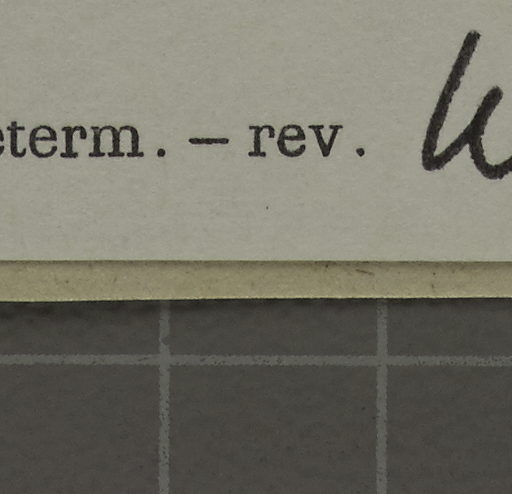 eterm. – rev.